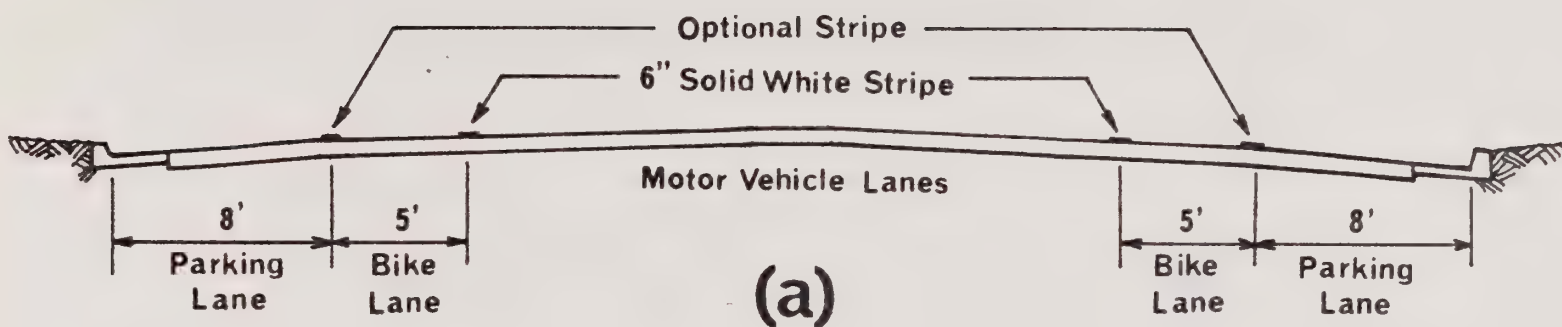 Optional Stripe
6" Solid White Stripe
Motor Vehicle Lanes
8' 5' 5' 8'
Parking Bike Bike Parking
Lane Lane Lane Lane
(a)